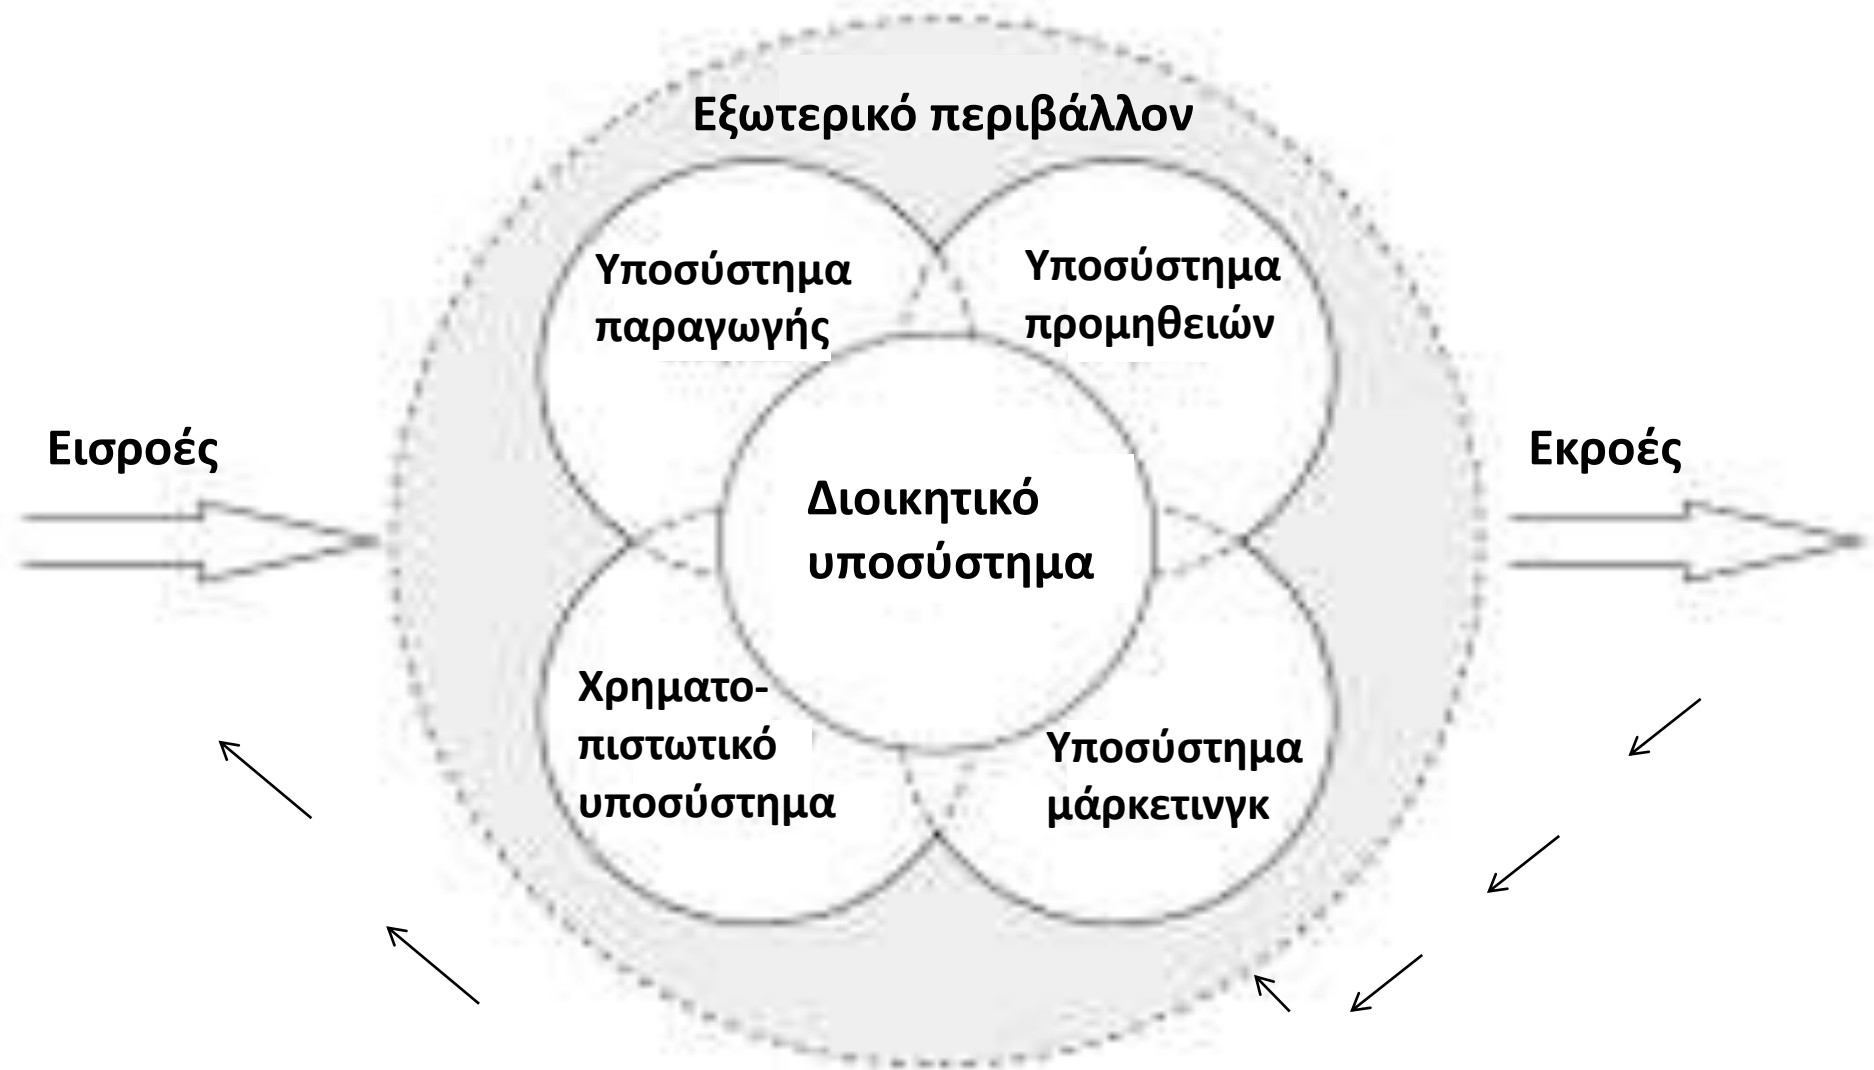 Εξωτερικό περιβάλλον
Υποσύστημα
παραγωγής
Υποσύστημα
προμηθειών
Εισροές
Εκροές
Διοικητικό
υποσύστημα
Χρηματο-
πιστωτικό
υποσύστημα
Υποσύστημα
μάρκετινγκ